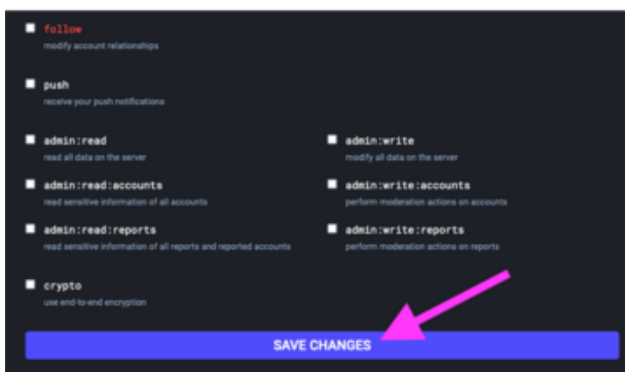 follow
modify account relationships
push
receive your push notifications
admin:read
read all data on the server
admin:write
modify all data on the server
admin:read:accounts
read sensitive information of all accounts
admin:write:accounts
perform moderation actions on accounts
admin:read:reports
read sensitive information of all reports and reported accounts
admin:write:reports
perform moderation actions on reports
crypto
use end-to-end encryption
SAVE CHANGES